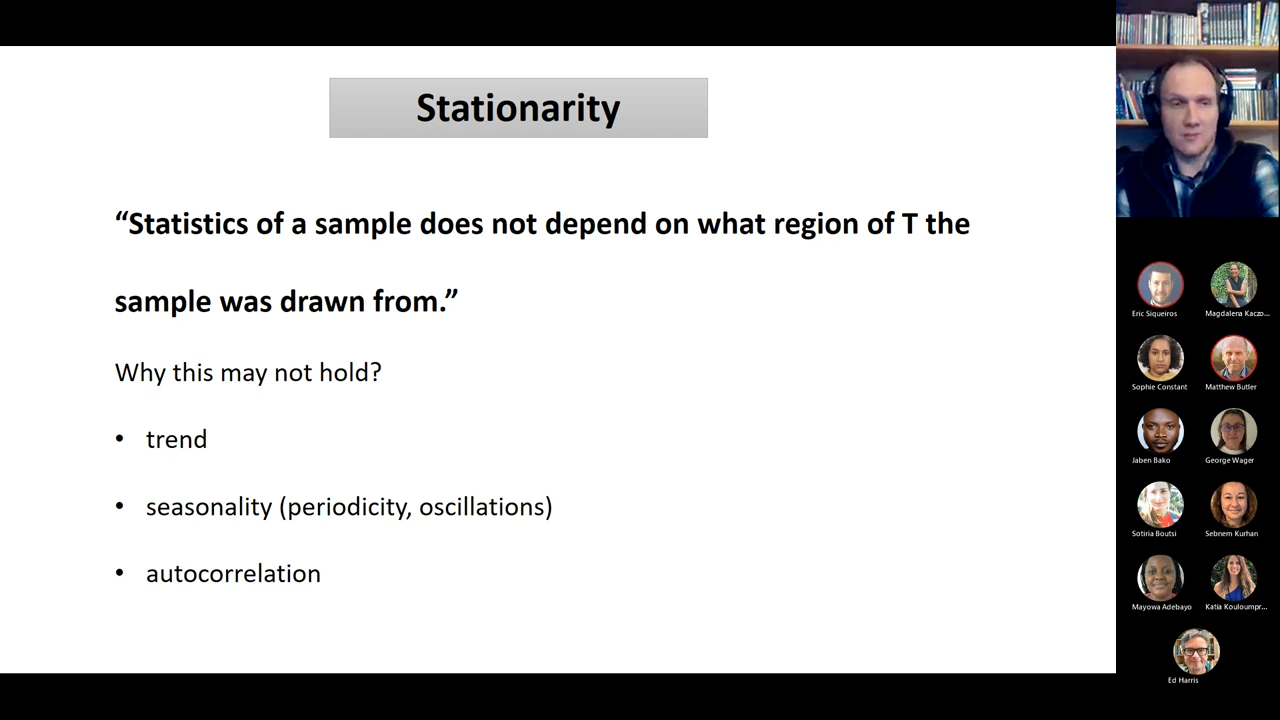 Stationarity
“Statistics of a sample does not depend on what region of T the
sample was drawn from.”
Why this may not hold?
• trend
• seasonality (periodicity, oscillations)
• autocorrelation
Eric Siqueiros
Magdalena Kaczo...
Sophie Constant
Matthew Butler
Jaben Bako
George Wager
Sotiria Boutsi
Sebnem Kurhan
Mayowa Adebayo
Katia Kouloumpr...
Ed Harris